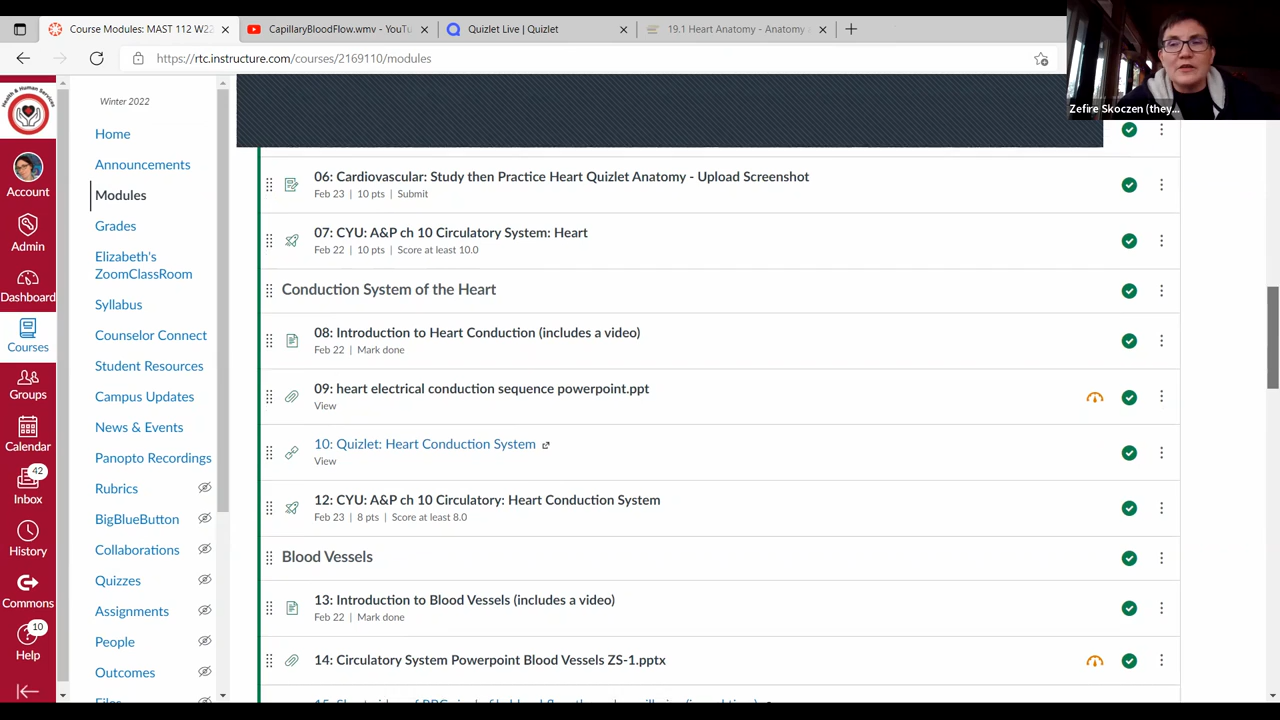 Course Modules: MAST 112 W22
CapillaryBloodFlow.wmv - YouTu
Quizlet Live | Quizlet
19.1 Heart Anatomy - Anatomy
https://rtc.instructure.com/courses/2169110/modules
Zefire Skoczen (they...
Health & Human Services
Account
Admin
Dashboard
Courses
Groups
Calendar
42
Inbox
History
Commons
10
Help
Winter 2022
Home
Announcements
Modules
Grades
Elizabeth's
ZoomClassRoom
Syllabus
Counselor Connect
Student Resources
Campus Updates
News & Events
Panopto Recordings
Rubrics
BigBlueButton
Collaborations
Quizzes
Assignments
People
Outcomes
Files
06: Cardiovascular: Study then Practice Heart Quizlet Anatomy - Upload Screenshot
Feb 23 | 10 pts | Submit
07: CYU: A&P ch 10 Circulatory System: Heart
Feb 22 | 10 pts | Score at least 10.0
Conduction System of the Heart
08: Introduction to Heart Conduction (includes a video)
Feb 22 | Mark done
09: heart electrical conduction sequence powerpoint.ppt
View
10: Quizlet: Heart Conduction System
View
12: CYU: A&P ch 10 Circulatory: Heart Conduction System
Feb 23 | 8 pts | Score at least 8.0
Blood Vessels
13: Introduction to Blood Vessels (includes a video)
Feb 22 | Mark done
14: Circulatory System Powerpoint Blood Vessels ZS-1.pptx